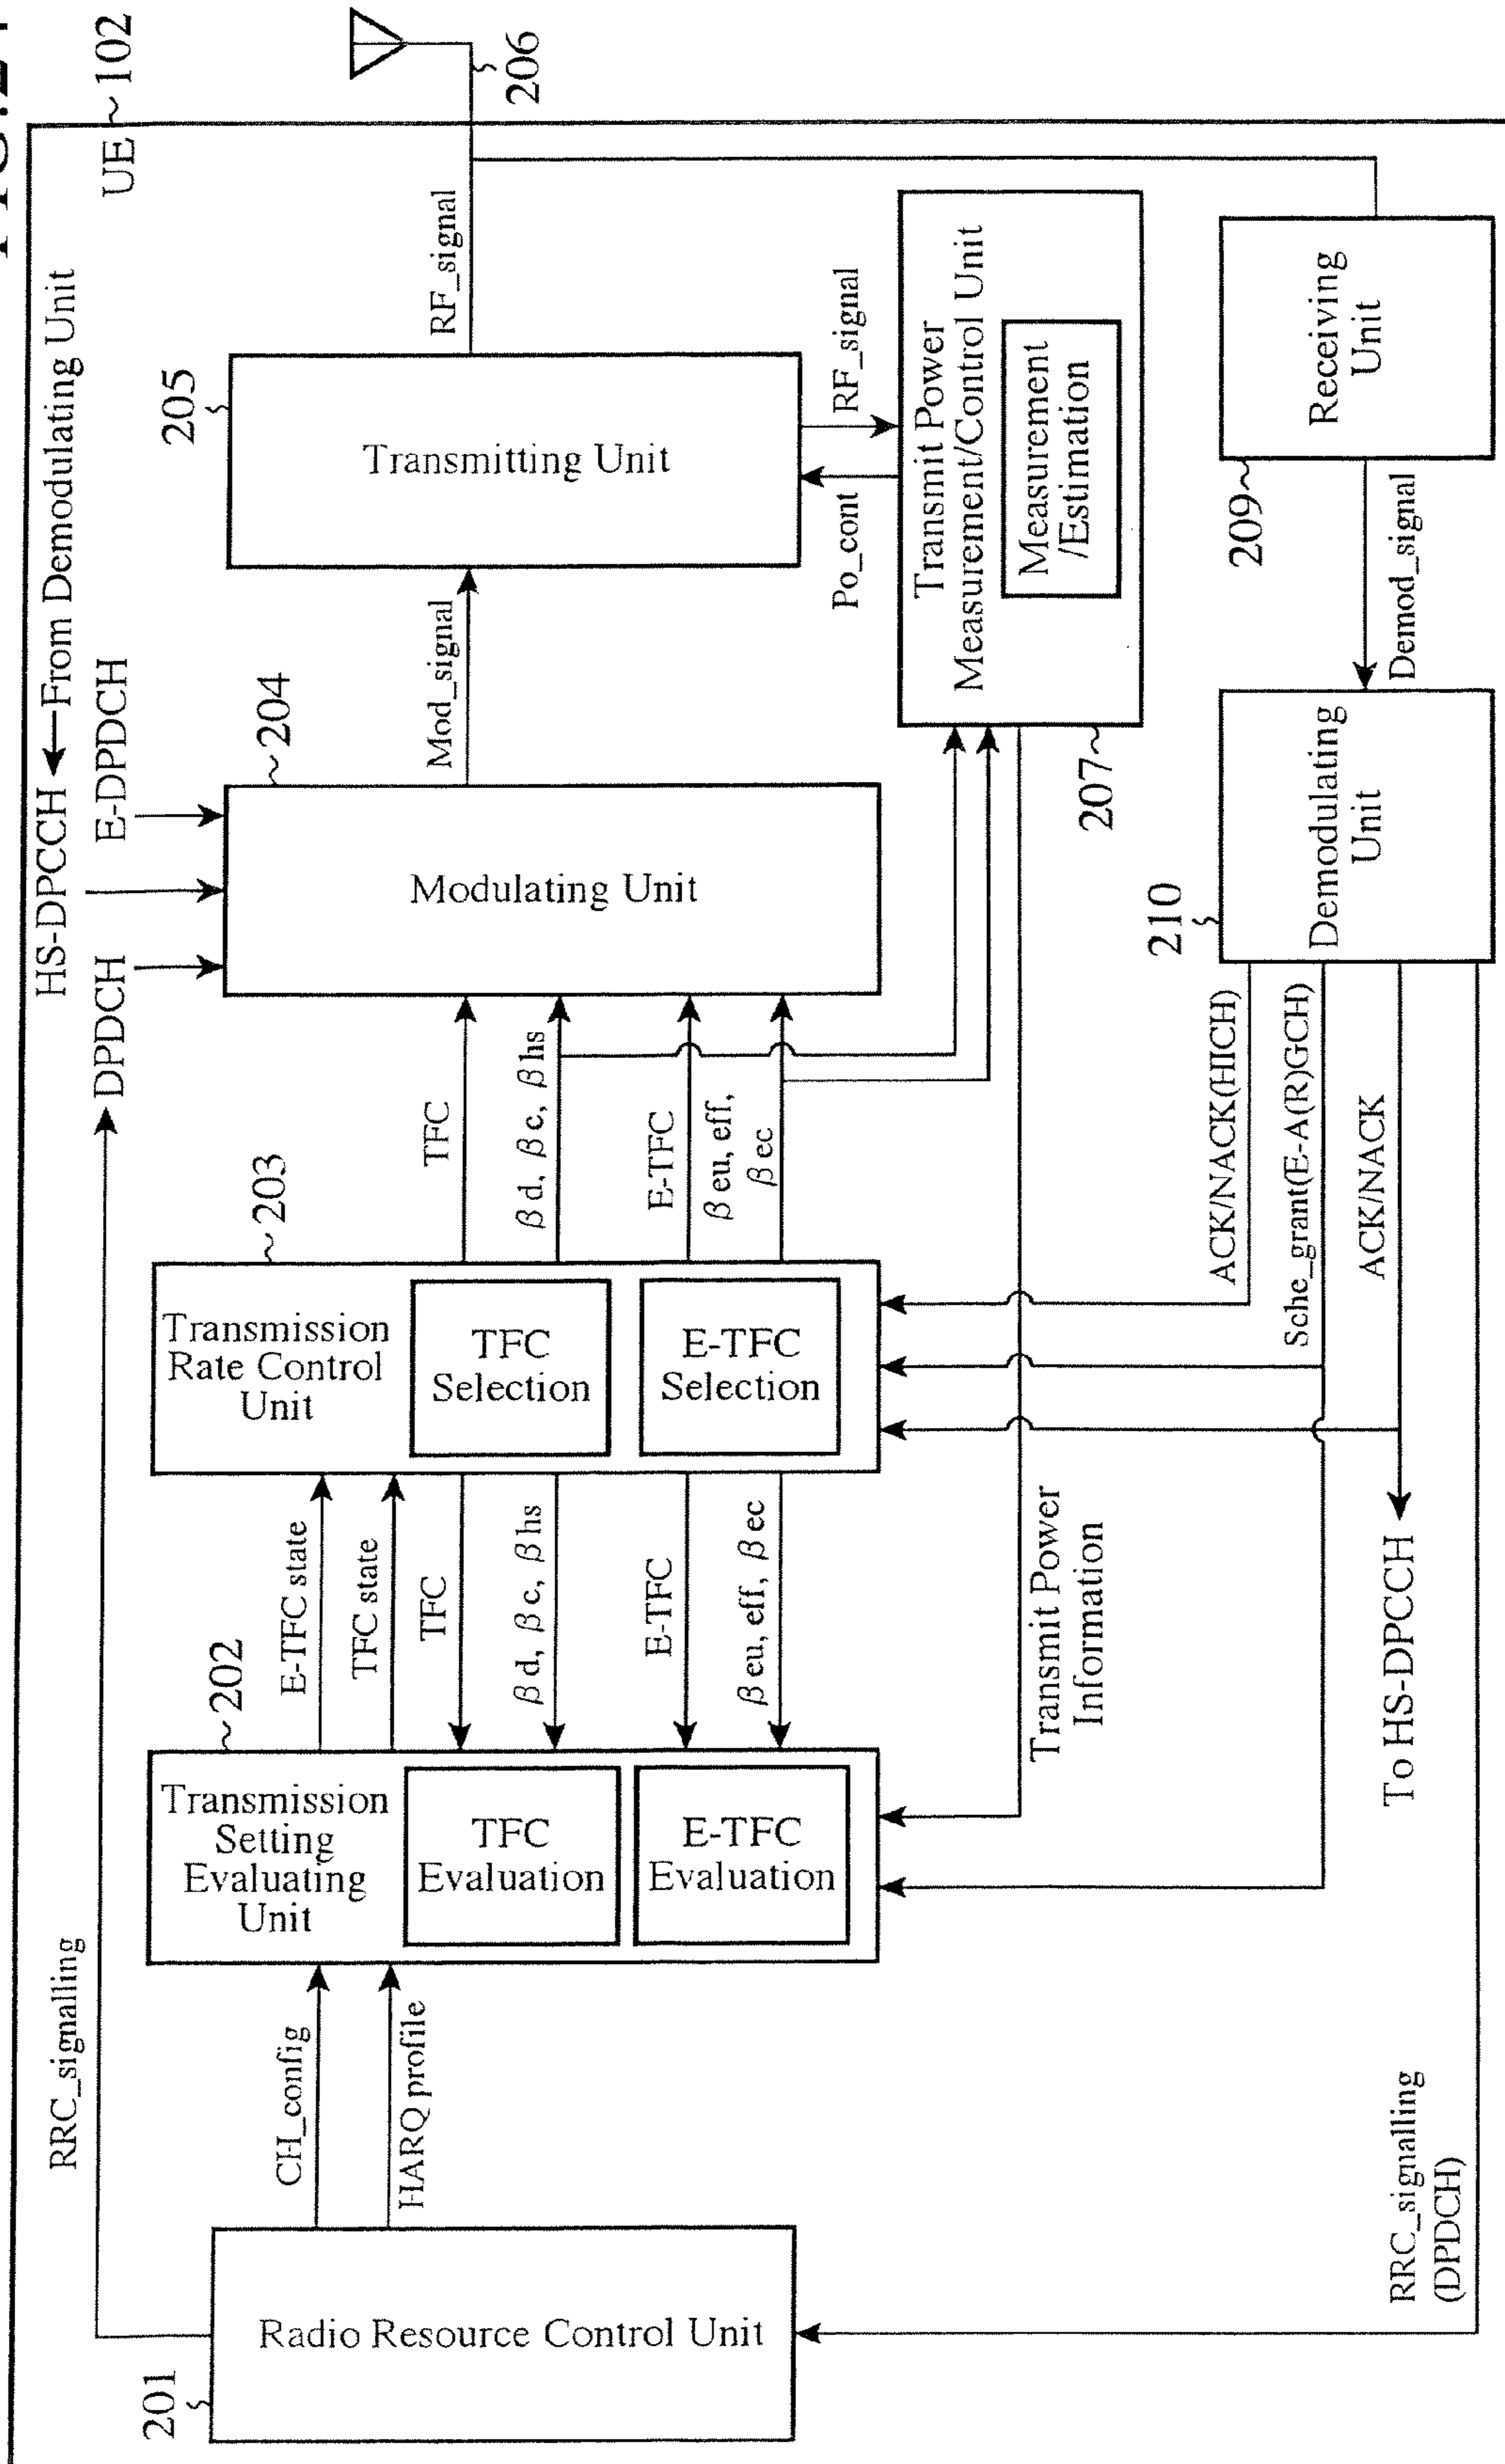 UE 102
HS-DPCCH
From Demodulating Unit
DPDCH
E-DPDCH
RRC_signalling
201
Radio Resource Control Unit
CH_config
HARQ profile
202
Transmission
Setting
Evaluating
Unit
TFC
Evaluation
E-TFC
Evaluation
E-TFC state
TFC state
TFC
βd, βc, βhs
E-TFC
βeu, eff, βec
203
Transmission
Rate Control
Unit
TFC
Selection
E-TFC
Selection
TFC
βd, βc, βhs
E-TFC
βeu, eff,
βec
204
Modulating Unit
Mod_signal
205
Transmitting Unit
RF_signal
206
Po_cont
RF_signal
Transmit Power
Measurement/Control Unit
Measurement
/Estimation
207
Transmit Power
Information
209
Receiving
Unit
Demod_signal
210
Demodulating
Unit
ACK/NACK(HICH)
Sche_grant(E-A(R)GCH)
ACK/NACK
To HS-DPCCH
RRC_signalling
(DPDCH)